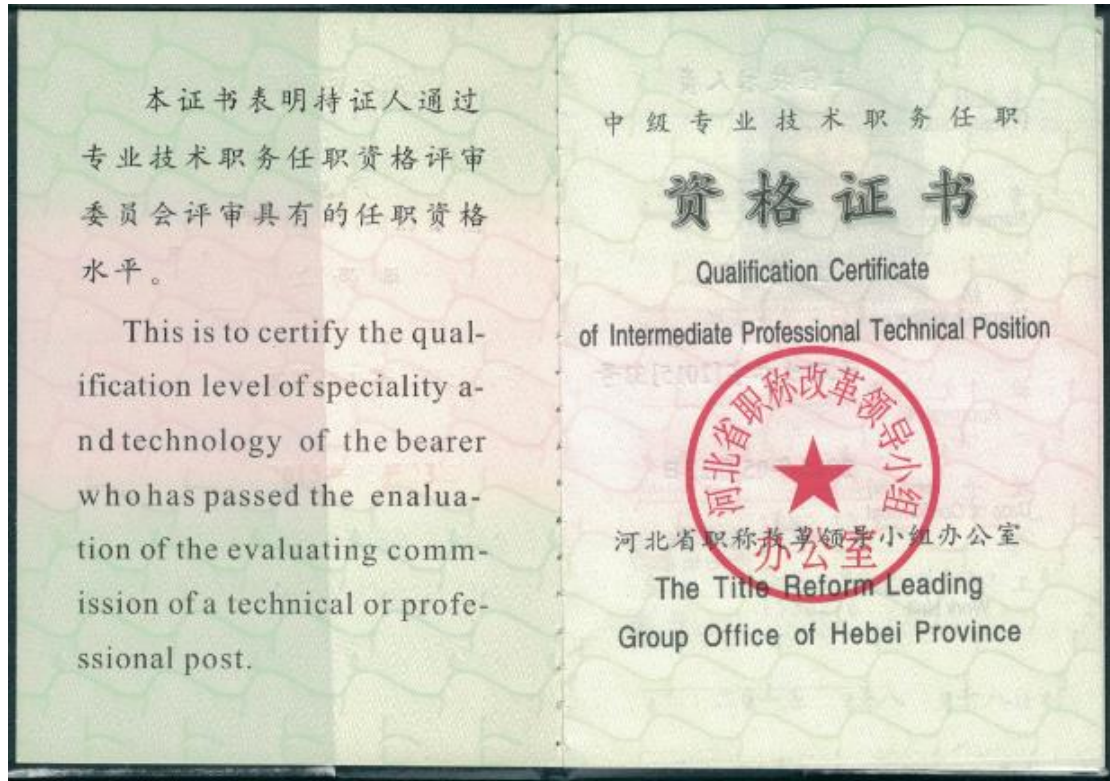 本证书表明持证人通过
专业技术职务任职资格评审
委员会评审具有的任职资格
水平。
This is to certify the qual-
ification level of speciality a-
nd technology of the bearer
who has passed the enalua-
tion of the evaluating comm-
ission of a technical or profe-
ssional post.
中级专业技术职务任职
资格证书
Qualification Certificate
of Intermediate Professional Technical Position
河北省职称改革领导小组
办公室
河北省职称改革领导小组办公室
The Title Reform Leading
Group Office of Hebei Province